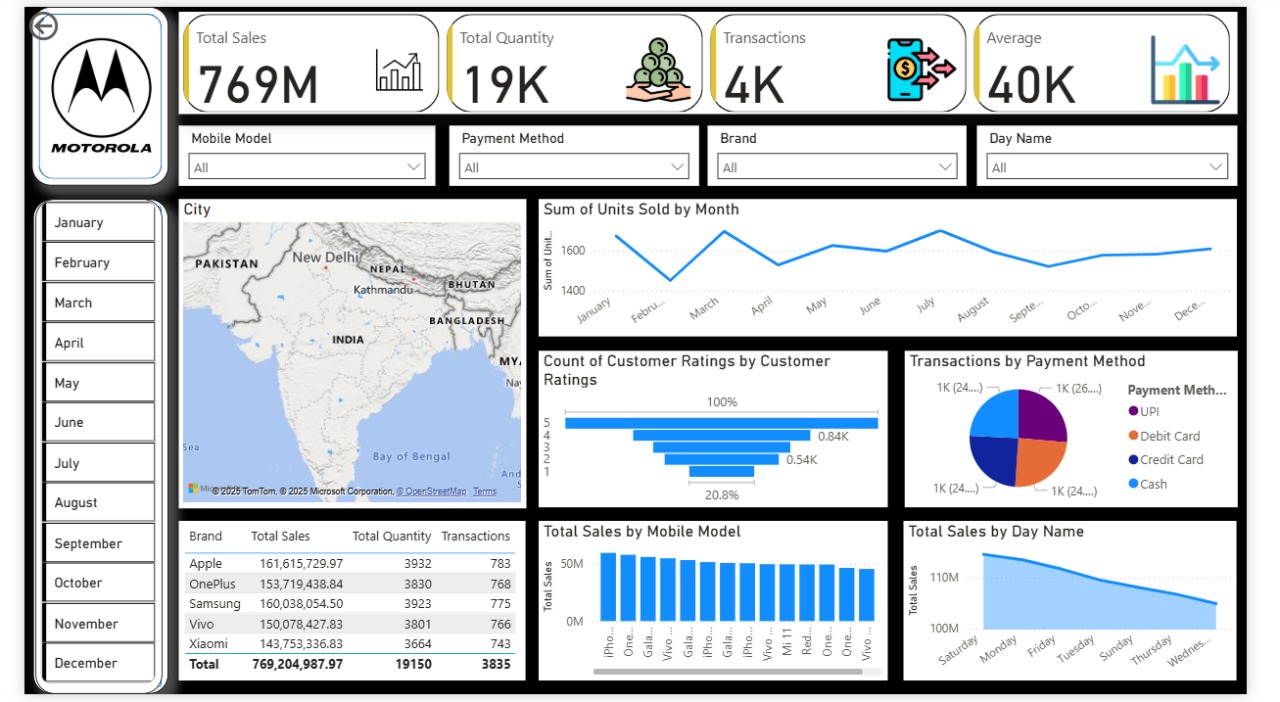 MOTOROLA
Total Sales
769M
Total Quantity
19K
Transactions
4K
Average
40K
Mobile Model
All
Payment Method
All
Brand
All
Day Name
All
January
February
March
April
May
June
July
August
September
October
November
December
City
PAKISTAN
New Delhi
NEPAL
Kathmandu
BHUTAN
BANGLADESH
INDIA
MY
Na
Sea
Bay of Bengal
And
© 2025 TomTom, © 2025 Microsoft Corporation, © OpenStreetMap Terms
Sum of Units Sold by Month
Sum of Unit...
1600
1400
January Febru... March April May June July August Septe... Octo... Nove... Dece...
Count of Customer Ratings by Customer
Ratings
100%
5
4 0.84K
3
2 0.54K
1
20.8%
Transactions by Payment Method
1K (24....) 1K (26....)
1K (24....) 1K (24....)
Payment Meth...
UPI
Debit Card
Credit Card
Cash
Brand Total Sales Total Quantity Transactions
Apple 161,615,729.97 3932 783
OnePlus 153,719,438.84 3830 768
Samsung 160,038,054.50 3923 775
Vivo 150,078,427.83 3801 766
Xiaomi 143,753,336.83 3664 743
Total 769,204,987.97 19150 3835
Total Sales by Mobile Model
Total Sales
50M
0M
iPho... One... Gala... Vivo ... Gala... iPho... Gala... iPho... Vivo ... Mi 11 Red... One... One... Vivo ...
Total Sales by Day Name
Total Sales
110M
100M
Saturday Monday Friday Tuesday Sunday Thursday Wednes...